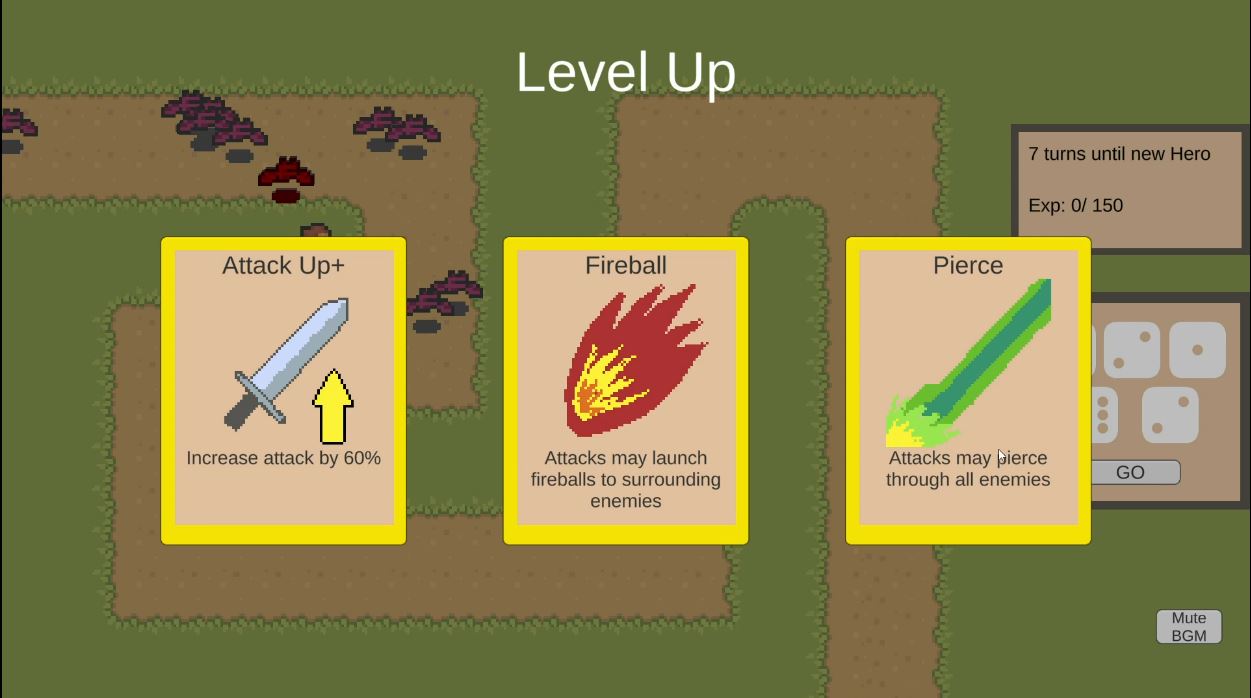 Level Up
7 turns until new Hero
Exp: 0/ 150
Attack Up+
Increase attack by 60%
Fireball
Attacks may launch
fireballs to surrounding
enemies
Pierce
Attacks may pierce
through all enemies
GO
Mute
BGM